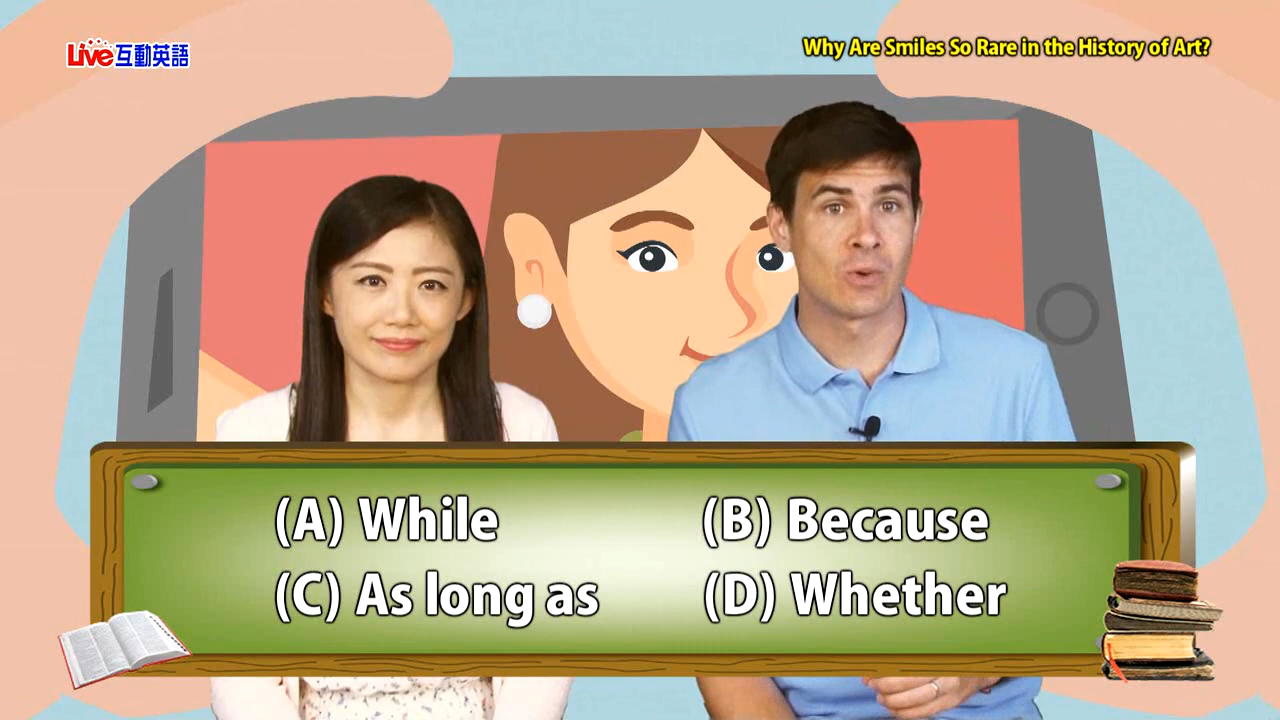 Live互動英語
Why Are Smiles So Rare in the History of Art?
(A) While
(B) Because
(C) As long as
(D) Whether